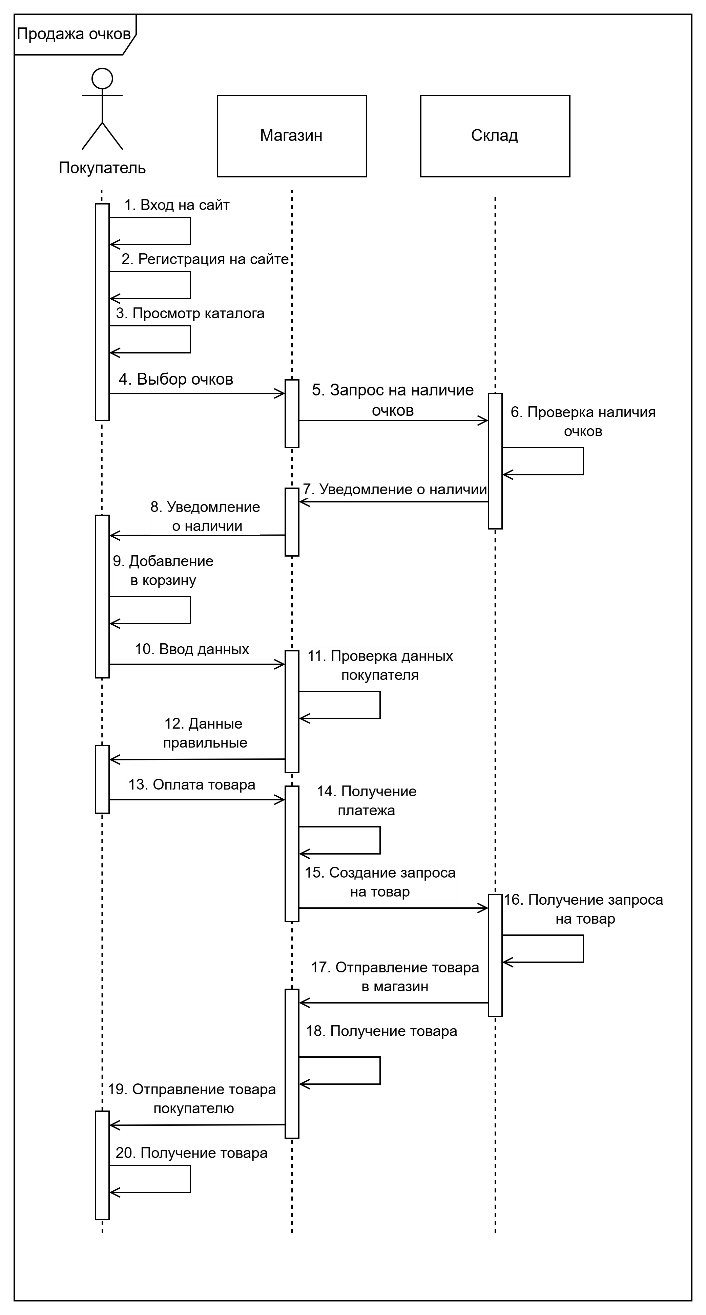 Продажа очков
Покупатель
Магазин
Склад
1. Вход на сайт
2. Регистрация на сайте
3. Просмотр каталога
4. Выбор очков
5. Запрос на наличие
очков
6. Проверка наличия
очков
7. Уведомление о наличии
8. Уведомление
о наличии
9. Добавление
в корзину
10. Ввод данных
11. Проверка данных
покупателя
12. Данные
правильные
13. Оплата товара
14. Получение
платежа
15. Создание запроса
на товар
16. Получение запроса
на товар
17. Отправление товара
в магазин
18. Получение товара
19. Отправление товара
покупателю
20. Получение товара